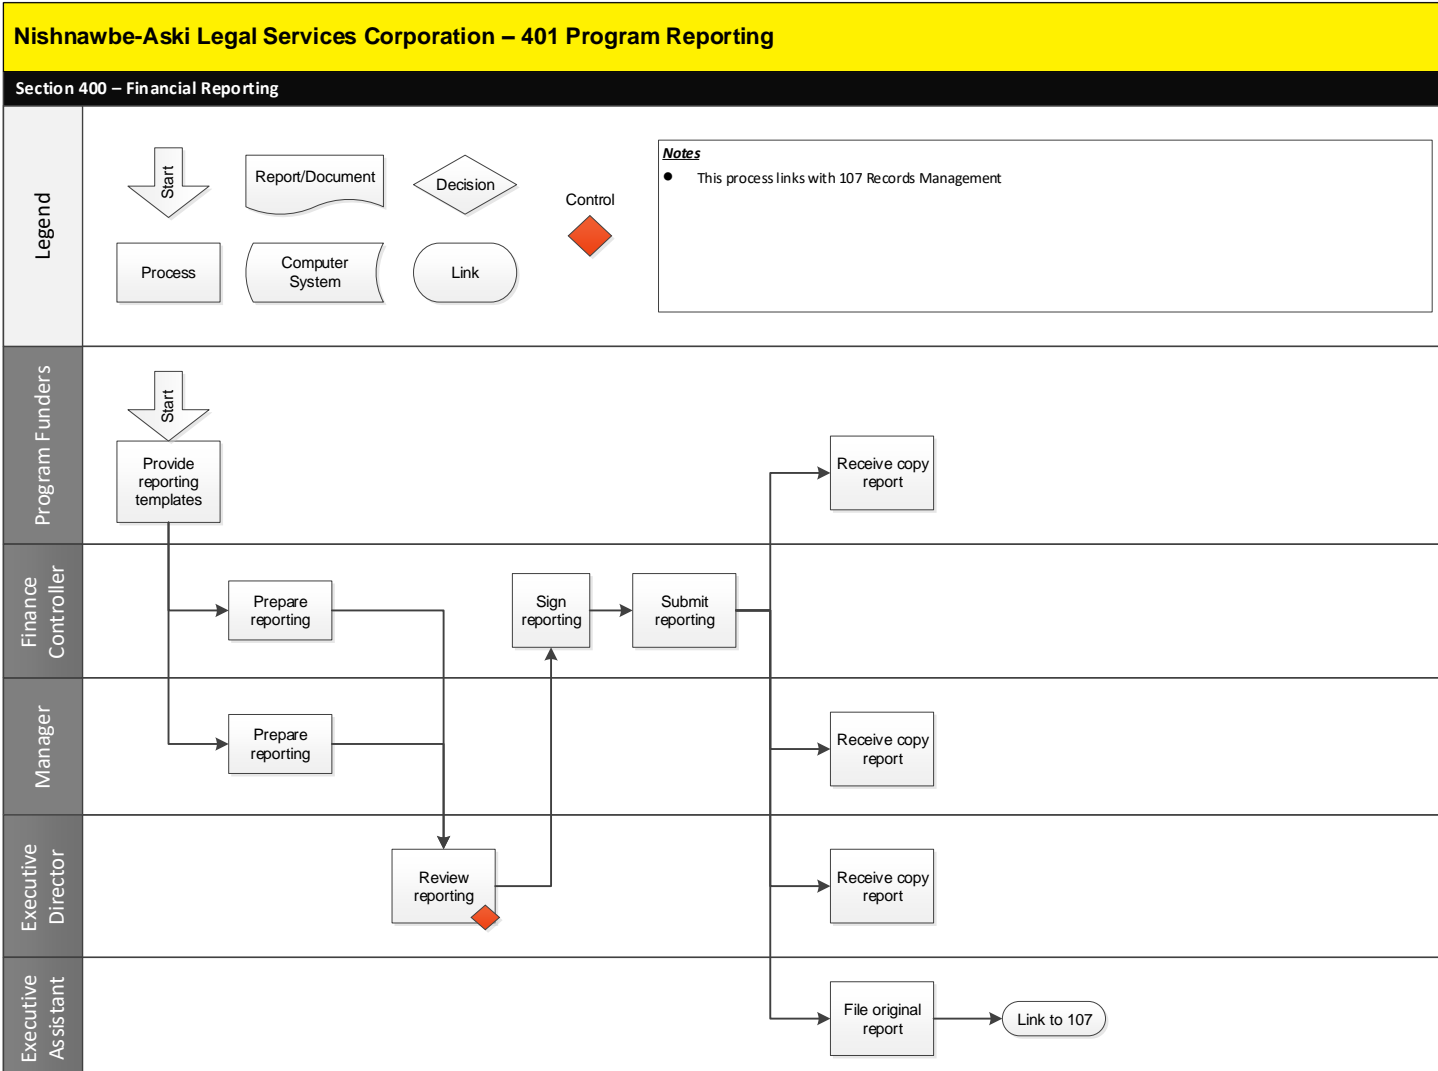 Nishnawbe-Aski Legal Services Corporation – 401 Program Reporting
Section 400 – Financial Reporting
Legend
Start
Report/Document
Decision
Control
Process
Computer
System
Link
Notes
● This process links with 107 Records Management
Program Funders
Start
Provide
reporting
templates
Receive copy
report
Finance
Controller
Prepare
reporting
Sign
reporting
Submit
reporting
Manager
Prepare
reporting
Receive copy
report
Executive
Director
Review
reporting
Receive copy
report
Executive
Assistant
File original
report
Link to 107